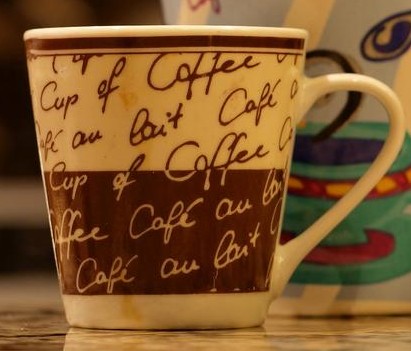 Cup of Coffee
Café au lait Café
Cup of Coffee
Coffee Café au lait
Café au lait